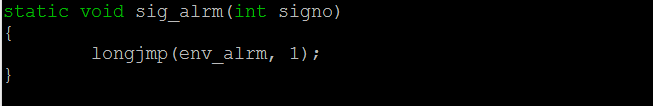 static void sig_alrm(int signo)
{
        longjmp(env_alrm, 1);
}